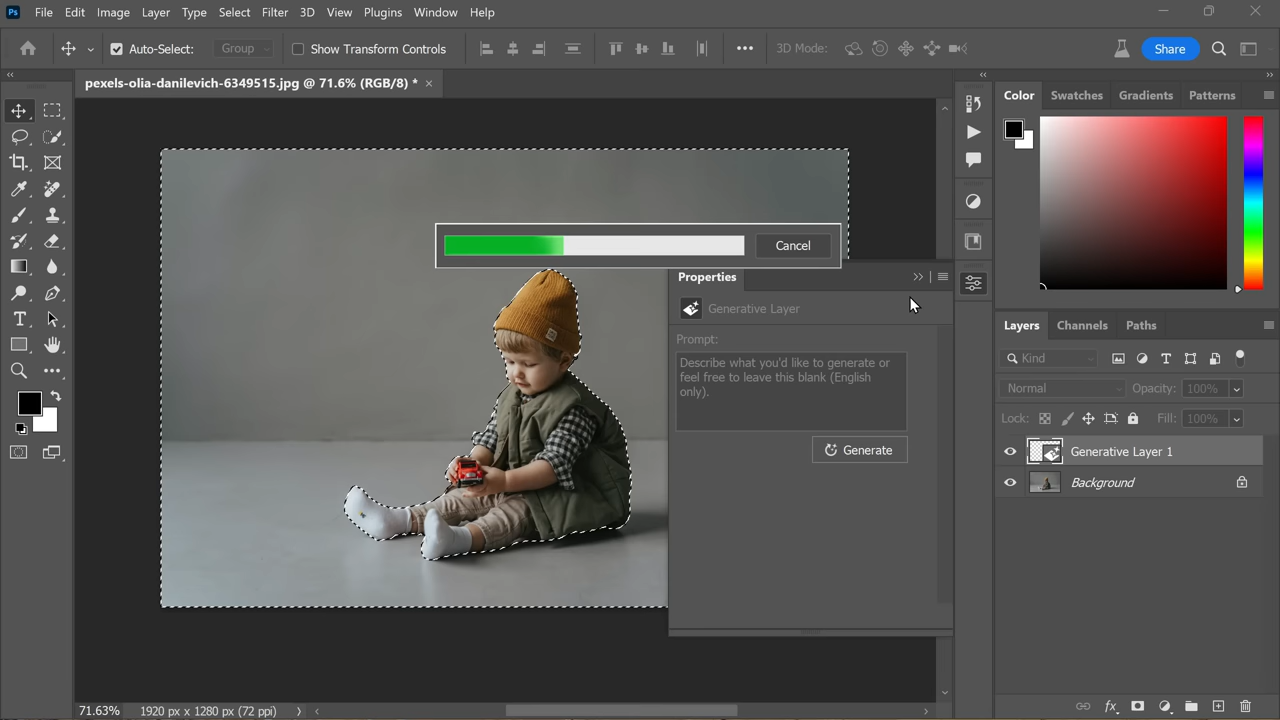 Ps File Edit Image Layer Type Select Filter 3D View Plugins Window Help
Auto-Select: Group Show Transform Controls 3D Mode: Share
pexels-olia-danilevich-6349515.jpg @ 71.6% (RGB/8) *
Color Swatches Gradients Patterns
Cancel
Properties
Generative Layer
Prompt:
Describe what you'd like to generate or
feel free to leave this blank (English
only).
Generate
Layers Channels Paths
Kind
Normal Opacity: 100%
Lock: Fill: 100%
Generative Layer 1
Background
71.63% 1920 px x 1280 px (72 ppi)
fx